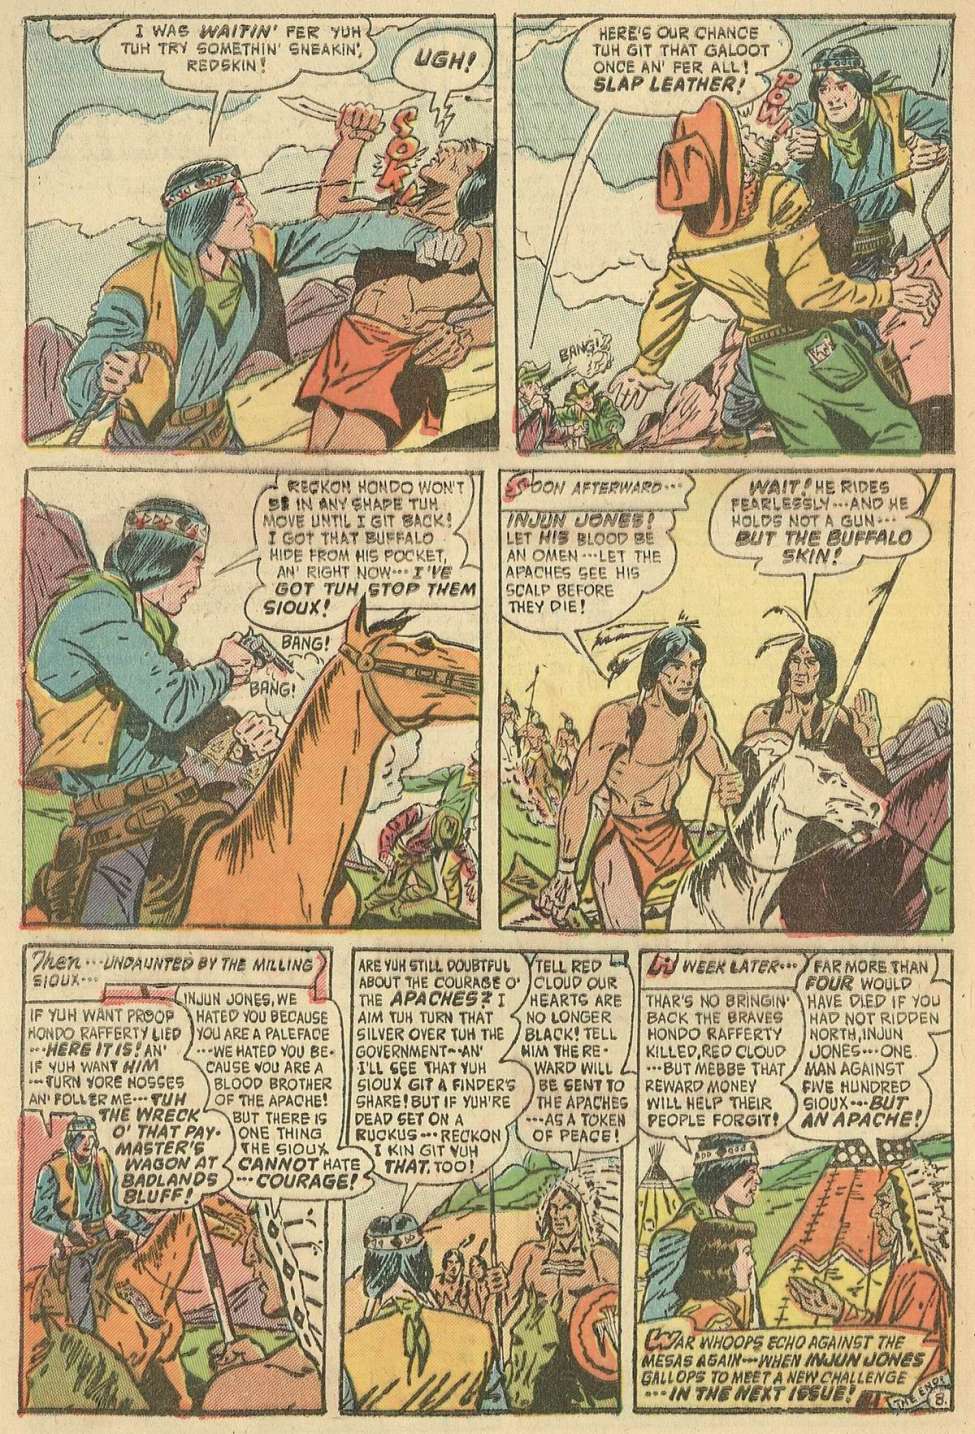 I WAS WAITIN' FER YUH
TUH TRY SOMETHIN' SNEAKIN',
REDSKIN!
UGH!
SOK!
HERE'S OUR CHANCE
TUH GIT THAT GALOOT
ONCE AN' FER ALL!
SLAP LEATHER!
POW!
BANG!
RECKON HONDO WON'T
BE IN ANY SHAPE TUH
MOVE UNTIL I GIT BACK!
I GOT THAT BUFFALO
HIDE FROM HIS POCKET,
AN' RIGHT NOW--- I'VE
GOT TUH STOP THEM
SIOUX!
BANG!
BANG!
SOON AFTERWARD---
INJUN JONES!
LET HIS BLOOD BE
AN OMEN---LET THE
APACHES SEE HIS
SCALP BEFORE
THEY DIE!
WAIT! HE RIDES
FEARLESSLY---AND HE
HOLDS NOT A GUN---
BUT THE BUFFALO
SKIN!
Then---UNDAUNTED BY THE MILLING
SIOUX---
IF YUH WANT PROOF
HONDO RAFFERTY LIED
---HERE IT IS! AN'
IF YUH WANT HIM
---TURN YORE HOSSES
AN' FOLLER ME---TUH
THE WRECK
O' THAT PAY-
MASTER'S
WAGON AT
BADLANDS
BLUFF!
INJUN JONES, WE
HATED YOU BECAUSE
YOU ARE A PALEFACE
---WE HATED YOU BE-
CAUSE YOU ARE A
BLOOD BROTHER
OF THE APACHE!
BUT THERE IS
ONE THING
THE SIOUX
CANNOT HATE
---COURAGE!
ARE YUH STILL DOUBTFUL
ABOUT THE COURAGE O'
THE APACHES? I
AIM TUH TURN THAT
SILVER OVER TUH THE
GOVERNMENT---AN'
I'LL SEE THAT YUH
SIOUX GIT A FINDER'S
SHARE! BUT IF YUH'RE
DEAD SET ON A
RUCKUS---RECKON
I KIN GIT YUH
THAT, TOO!
TELL RED
CLOUD OUR
HEARTS ARE
NO LONGER
BLACK! TELL
HIM THE RE-
WARD WILL
BE SENT TO
THE APACHES
---AS A TOKEN
OF PEACE!
WEEK LATER---
THAR'S NO BRINGIN'
BACK THE BRAVES
HONDO RAFFERTY
KILLED, RED CLOUD
---BUT MEBBE THAT
REWARD MONEY
WILL HELP THEIR
PEOPLE FORGIT!
FAR MORE THAN
FOUR WOULD
HAVE DIED IF YOU
HAD NOT RIDDEN
NORTH, INJUN
JONES---ONE
MAN AGAINST
FIVE HUNDRED
SIOUX---BUT
AN APACHE!
WAR WHOOPS ECHO AGAINST THE
MESAS AGAIN---WHEN INJUN JONES
GALLOPS TO MEET A NEW CHALLENGE
---IN THE NEXT ISSUE!
THE END
8.